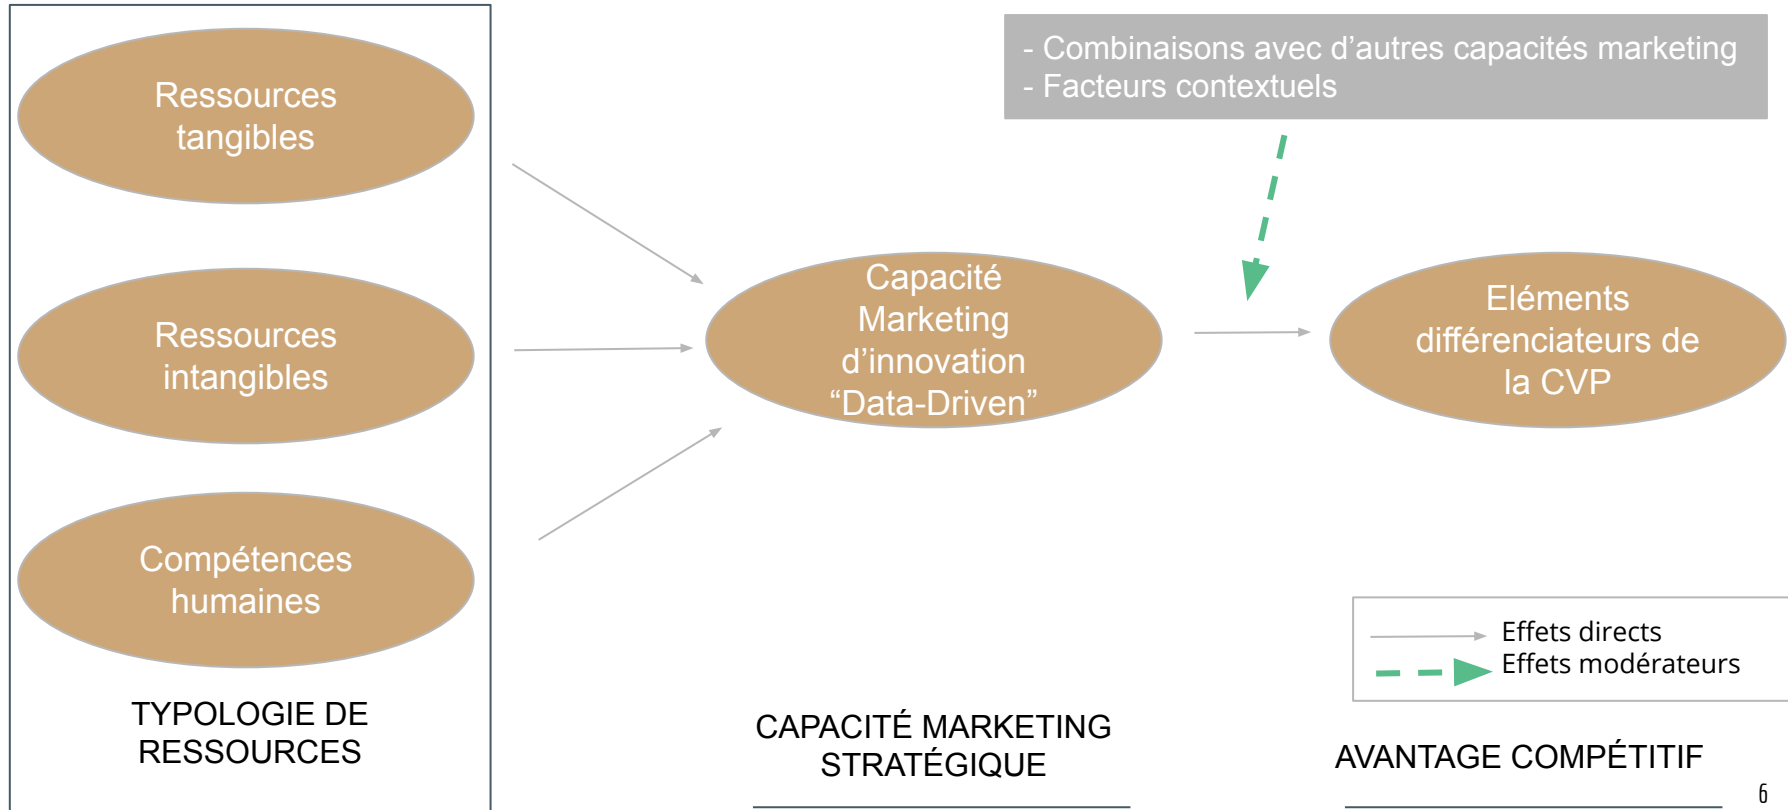 Ressources
tangibles
Ressources
intangibles
Compétences
humaines
TYPOLOGIE DE
RESSOURCES
- Combinaisons avec d’autres capacités marketing
- Facteurs contextuels
Capacité
Marketing
d’innovation
“Data-Driven”
CAPACITÉ MARKETING
STRATÉGIQUE
Eléments
différenciateurs de
la CVP
Effets directs
Effets modérateurs
AVANTAGE COMPÉTITIF
6